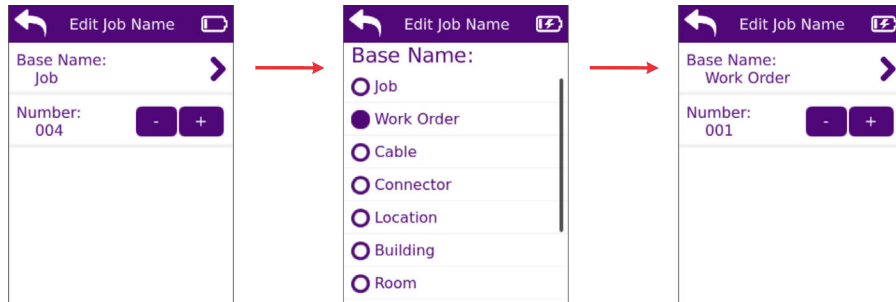 Edit Job Name
Base Name:
Job
Number:
004
-
+
Edit Job Name
Base Name:
Job
Work Order
Cable
Connector
Location
Building
Room
Edit Job Name
Base Name:
Work Order
Number:
001
-
+